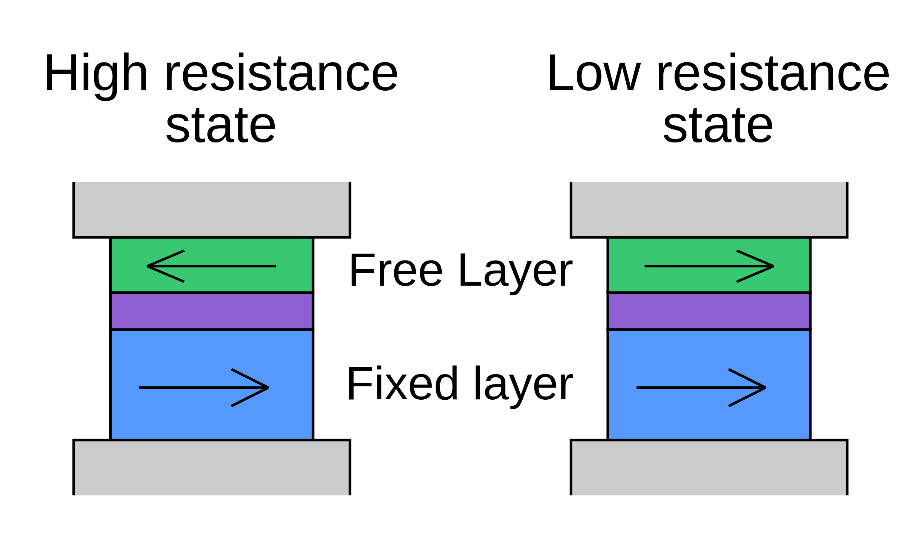 High resistance
state
Low resistance
state
Free Layer
Fixed layer